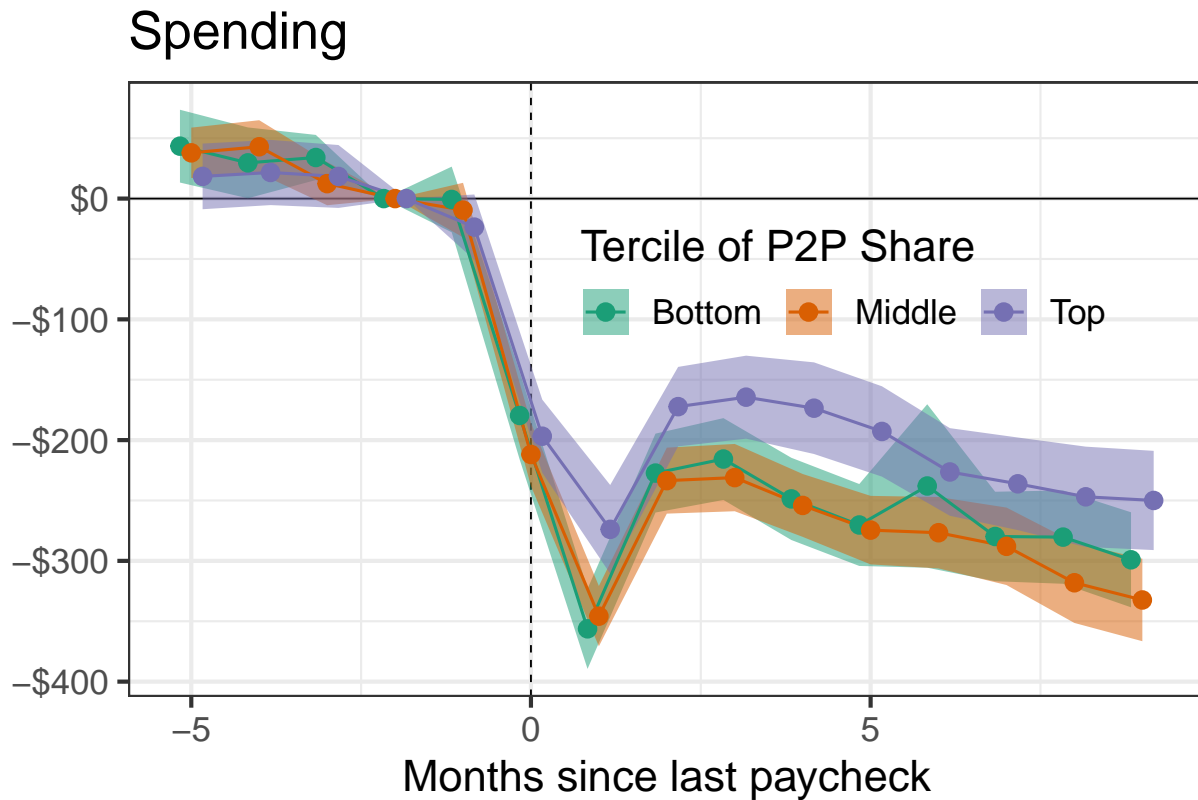 Spending
$0
−$100
−$200
−$300
−$400
Tercile of P2P Share
Bottom Middle Top
−5 0 5
Months since last paycheck